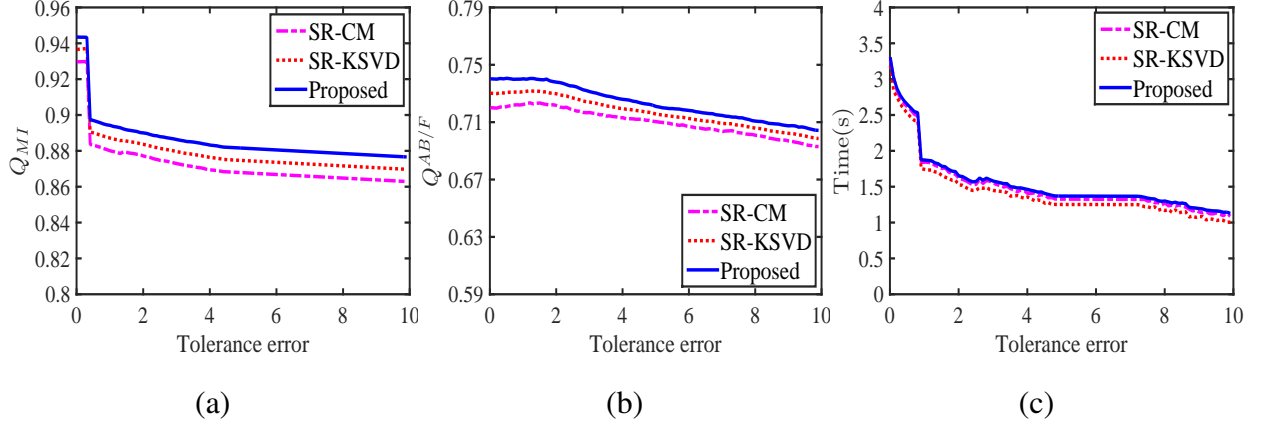 0.96
0.94
0.92
0.9
0.88
0.86
0.84
0.82
0.8
Q_{MI}
0 2 4 6 8 10
Tolerance error
SR-CM
SR-KSVD
Proposed
(a)
0.79
0.75
0.71
0.67
0.63
0.59
Q^{AB/F}
0 2 4 6 8 10
Tolerance error
SR-CM
SR-KSVD
Proposed
(b)
4
3.5
3
2.5
2
1.5
1
0.5
0
Time(s)
0 2 4 6 8 10
Tolerance error
SR-CM
SR-KSVD
Proposed
(c)